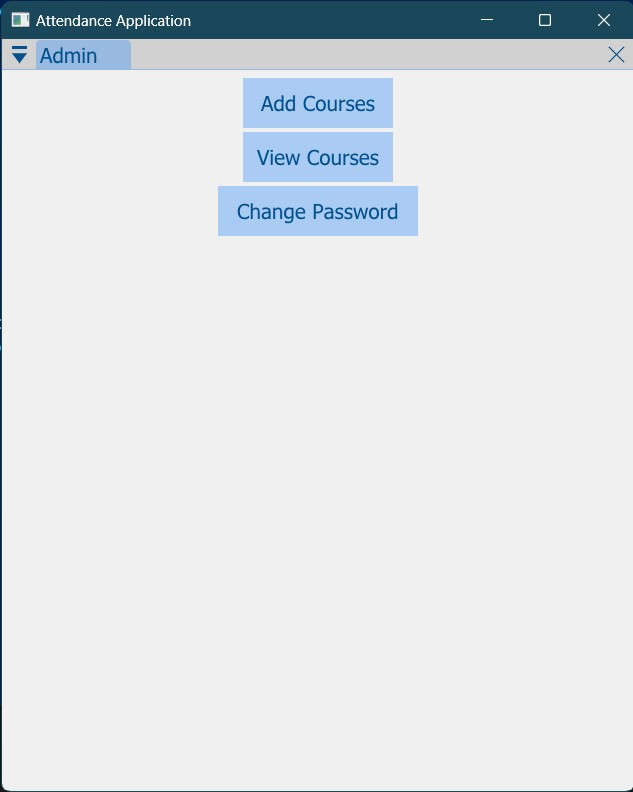 Attendance Application
Admin
Add Courses
View Courses
Change Password